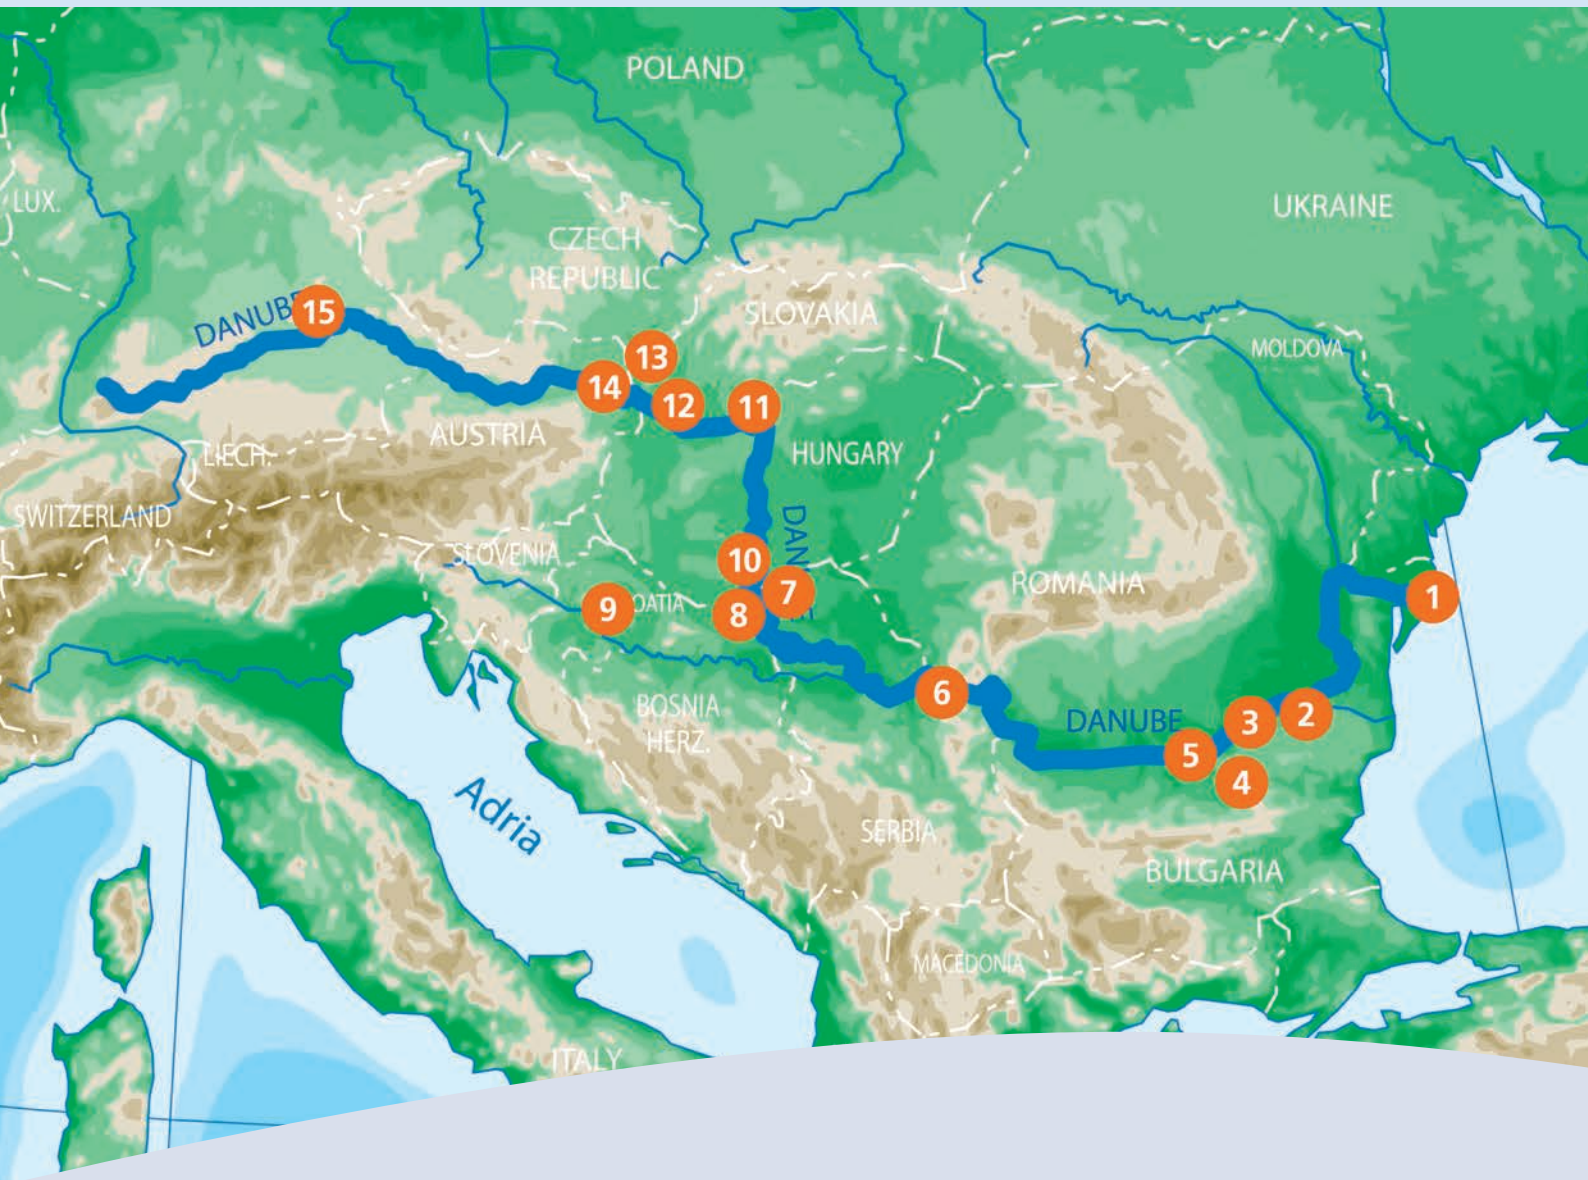 POLAND
UKRAINE
LUX.
CZECH
REPUBLIC
DANUBE
15
SLOVAKIA
MOLDOVA
13
14
12
11
AUSTRIA
HUNGARY
LIECH.
SWITZERLAND
DAN
SLOVENIA
10
ROMANIA
7
1
9
OATIA
8
6
BOSNIA
HERZ.
DANUBE
3
2
5
4
Adria
SERBIA
BULGARIA
MACEDONIA
ITALY